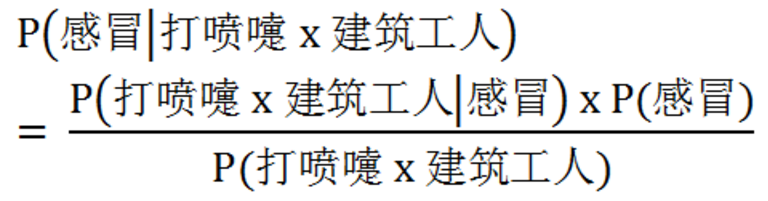 P(感冒|打喷嚏 x 建筑工人)
P(打喷嚏 x 建筑工人|感冒) x P(感冒)
=
P(打喷嚏 x 建筑工人)